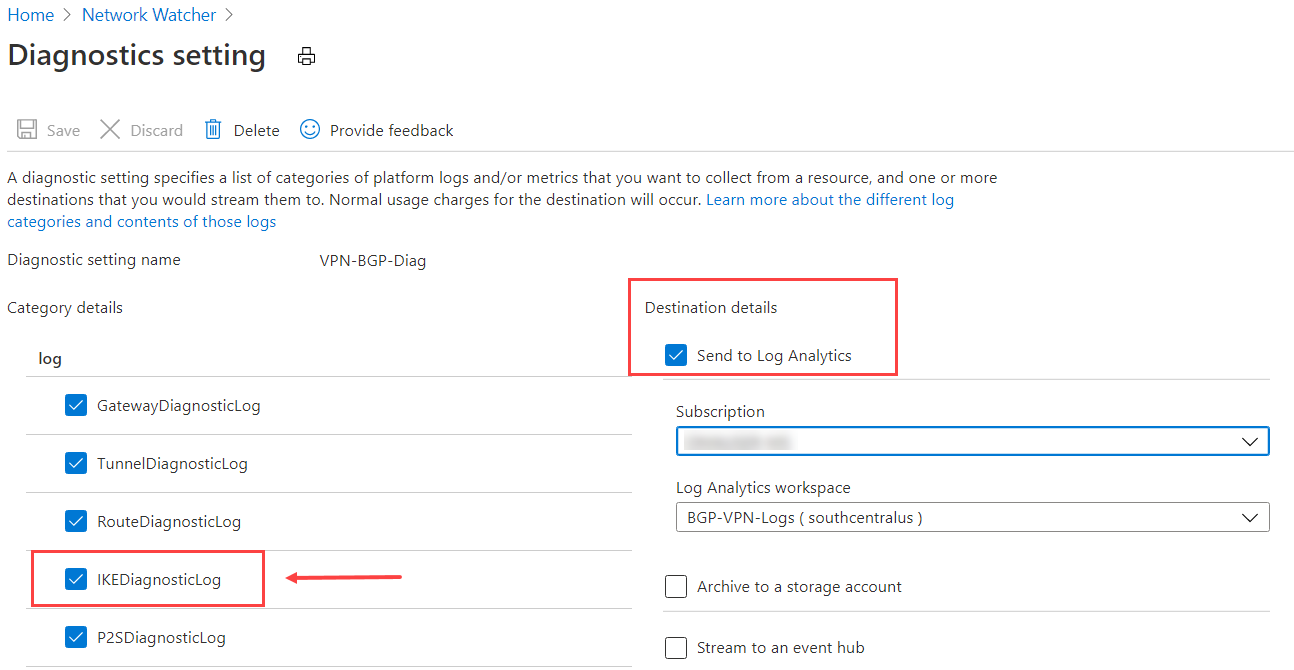 Home > Network Watcher >
Diagnostics setting
Save Discard Delete Provide feedback
A diagnostic setting specifies a list of categories of platform logs and/or metrics that you want to collect from a resource, and one or more
destinations that you would stream them to. Normal usage charges for the destination will occur. Learn more about the different log
categories and contents of those logs
Diagnostic setting name VPN-BGP-Diag
Category details
log
GatewayDiagnosticLog
TunnelDiagnosticLog
RouteDiagnosticLog
IKEDiagnosticLog
P2SDiagnosticLog
Destination details
Send to Log Analytics
Subscription
Log Analytics workspace
BGP-VPN-Logs ( southcentralus )
Archive to a storage account
Stream to an event hub